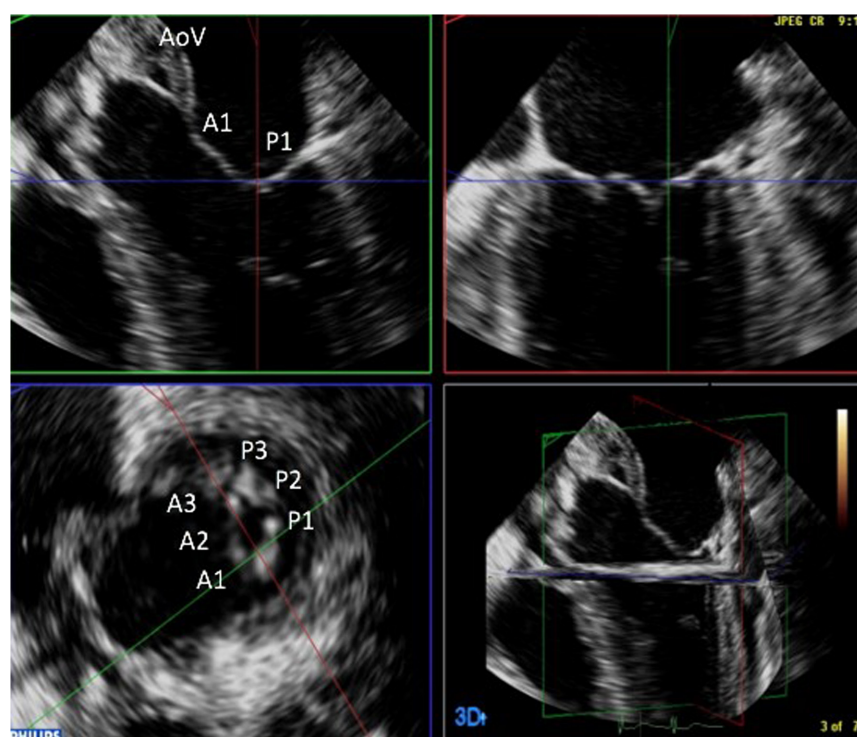 JPEG CR 9:1
AoV
A1
P1
P3
P2
A3
P1
A2
A1
PHILIPS
3D
3 of 7